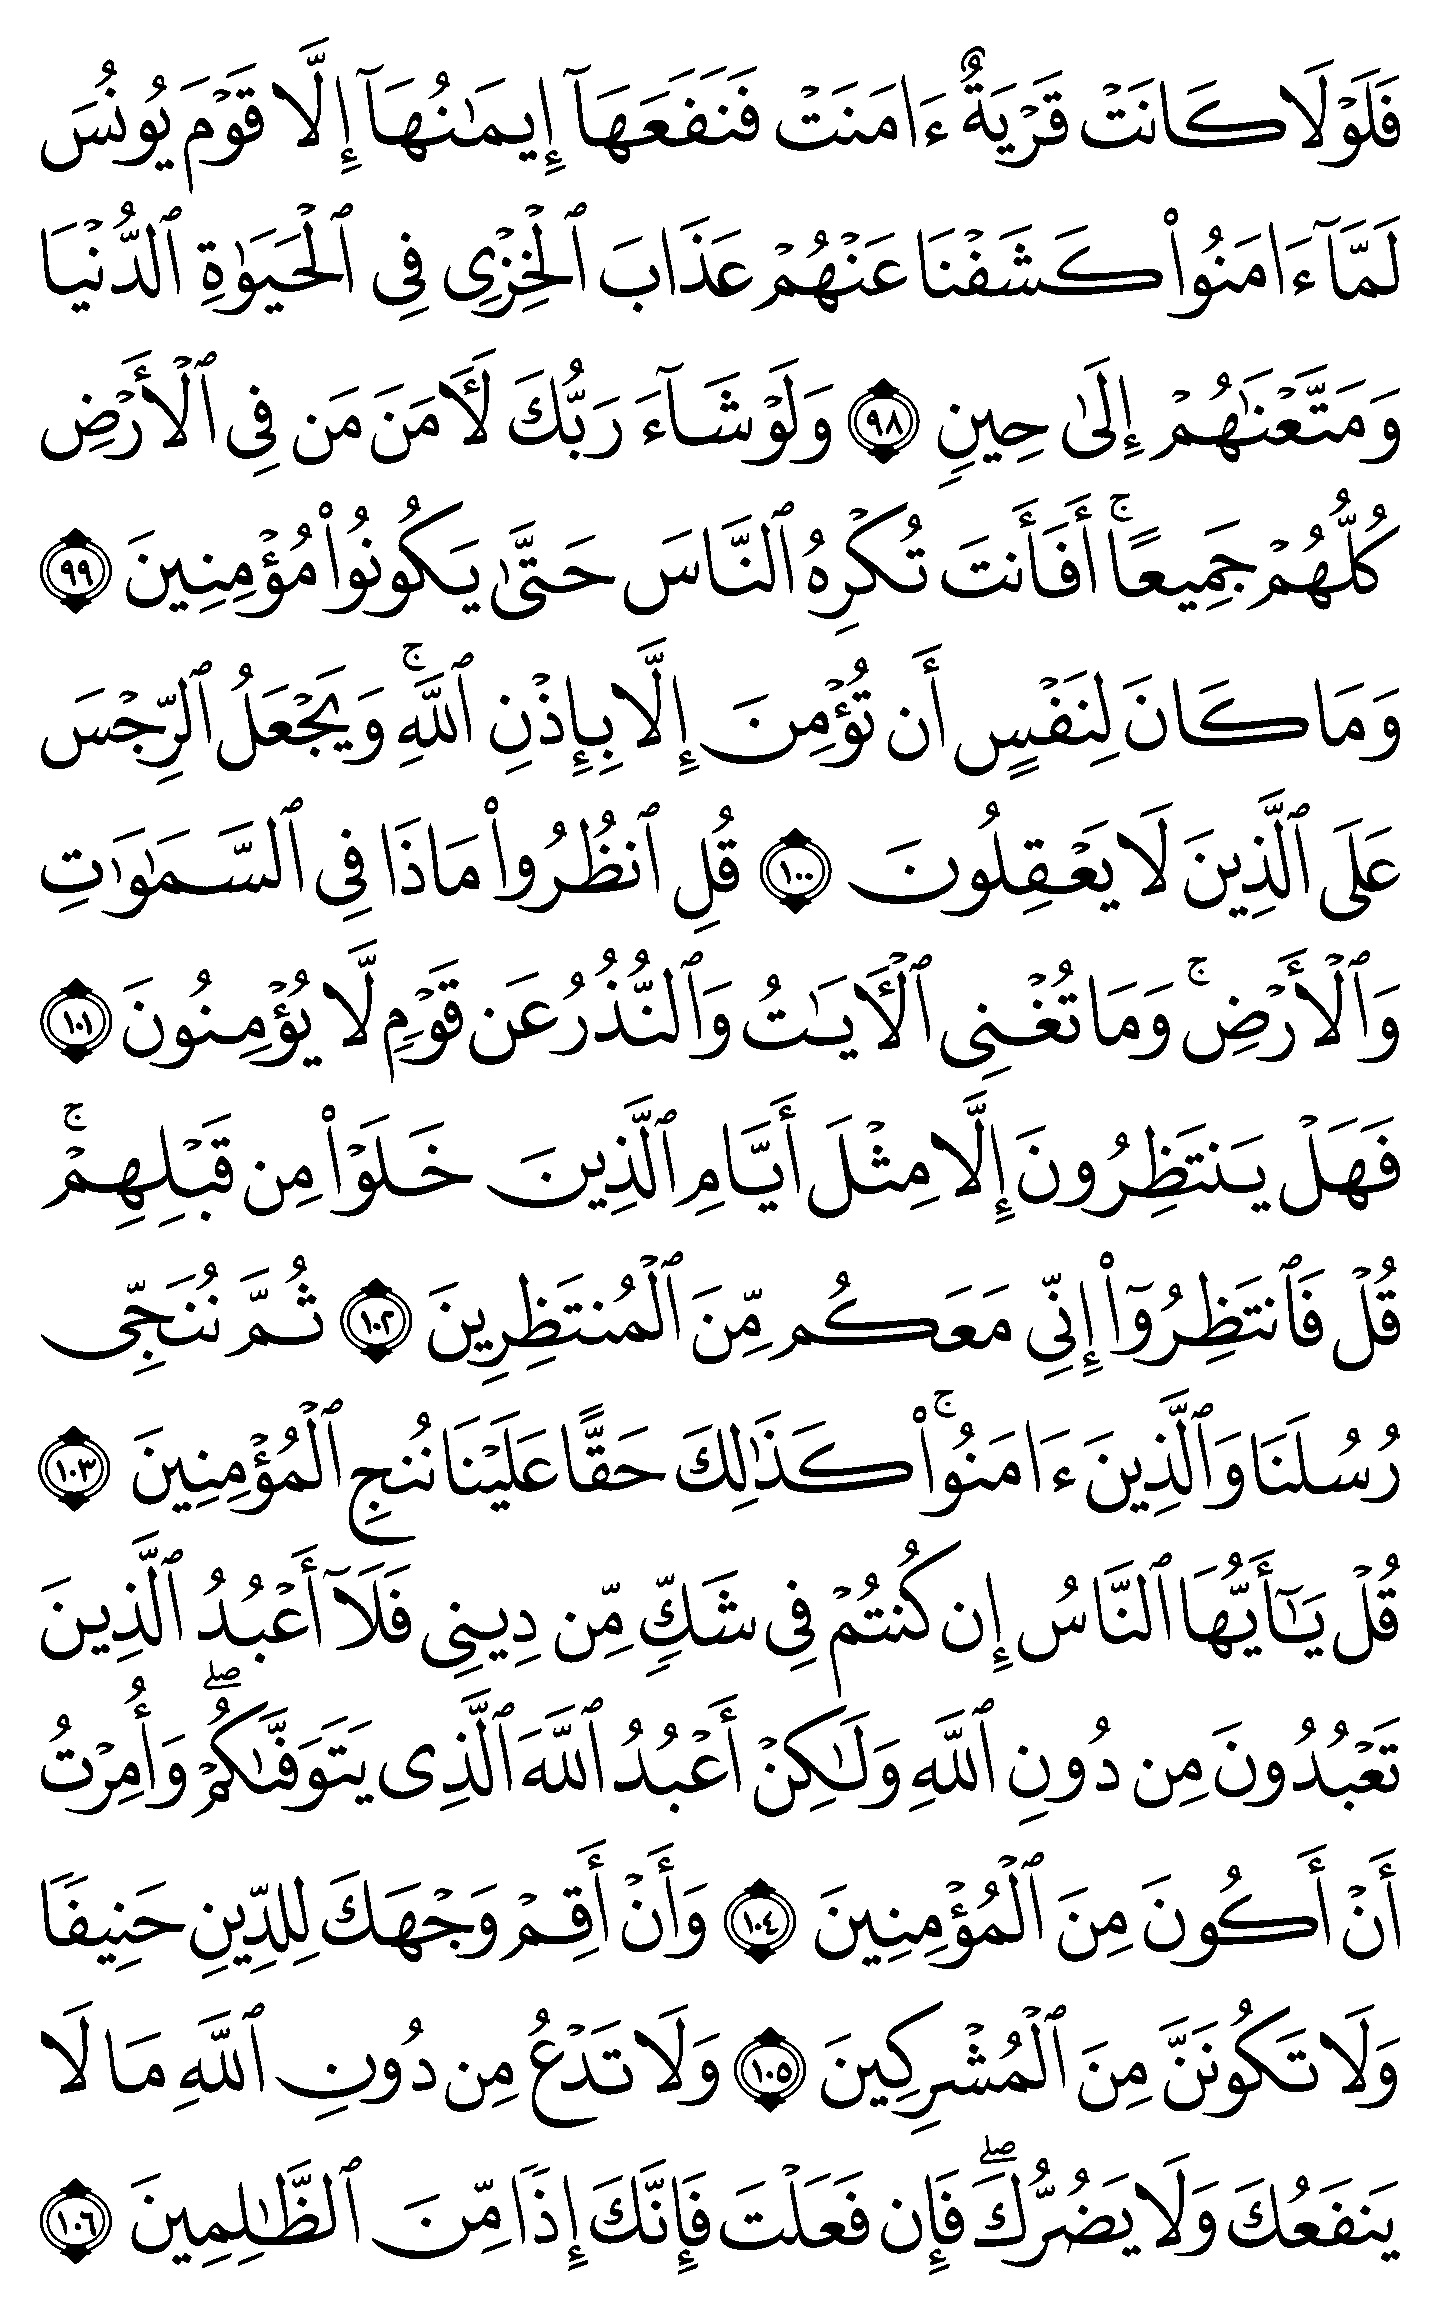 فَلَوْلَا كَانَتْ قَرْيَةٌ ءَامَنَتْ فَنَفَعَهَآ إِيمَـٰنُهَآ إِلَّا قَوْمَ يُونُسَ
لَمَّآ ءَامَنُوا۟ كَشَفْنَا عَنْهُمْ عَذَابَ ٱلْخِزْىِ فِى ٱلْحَيَوٰةِ ٱلدُّنْيَا
وَمَتَّعْنَـٰهُمْ إِلَىٰ حِينٍ ٩٨ وَلَوْ شَآءَ رَبُّكَ لَـَٔامَنَ مَن فِى ٱلْأَرْضِ
كُلُّهُمْ جَمِيعًا ۚ أَفَأَنتَ تُكْرِهُ ٱلنَّاسَ حَتَّىٰ يَكُونُوا۟ مُؤْمِنِينَ ٩٩
وَمَا كَانَ لِنَفْسٍ أَن تُؤْمِنَ إِلَّا بِإِذْنِ ٱللَّهِ ۚ وَيَجْعَلُ ٱلرِّجْسَ
عَلَى ٱلَّذِينَ لَا يَعْقِلُونَ ١٠٠ قُلِ ٱنظُرُوا۟ مَاذَا فِى ٱلسَّمَـٰوَٰتِ
وَٱلْأَرْضِ ۚ وَمَا تُغْنِى ٱلْـَٔايَـٰتُ وَٱلنُّذُرُ عَن قَوْمٍ لَّا يُؤْمِنُونَ ١٠١
فَهَلْ يَنتَظِرُونَ إِلَّا مِثْلَ أَيَّامِ ٱلَّذِينَ خَلَوْا۟ مِن قَبْلِهِمْ ۚ
قُلْ فَٱنتَظِرُوٓا۟ إِنِّى مَعَكُم مِّنَ ٱلْمُنتَظِرِينَ ١٠٢ ثُمَّ نُنَجِّى
رُسُلَنَا وَٱلَّذِينَ ءَامَنُوا۟ ۚ كَذَٰلِكَ حَقًّا عَلَيْنَا نُنجِ ٱلْمُؤْمِنِينَ ١٠٣
قُلْ يَـٰٓأَيُّهَا ٱلنَّاسُ إِن كُنتُمْ فِى شَكٍّ مِّن دِينِى فَلَآ أَعْبُدُ ٱلَّذِينَ
تَعْبُدُونَ مِن دُونِ ٱللَّهِ وَلَـٰكِنْ أَعْبُدُ ٱللَّهَ ٱلَّذِى يَتَوَفَّىٰكُمْ ۖ وَأُمِرْتُ
أَنْ أَكُونَ مِنَ ٱلْمُؤْمِنِينَ ١٠٤ وَأَنْ أَقِمْ وَجْهَكَ لِلدِّينِ حَنِيفًا
وَلَا تَكُونَنَّ مِنَ ٱلْمُشْرِكِينَ ١٠٥ وَلَا تَدْعُ مِن دُونِ ٱللَّهِ مَا لَا
يَنفَعُكَ وَلَا يَضُرُّكَ ۖ فَإِن فَعَلْتَ فَإِنَّكَ إِذًا مِّنَ ٱلظَّـٰلِمِينَ ١٠٦